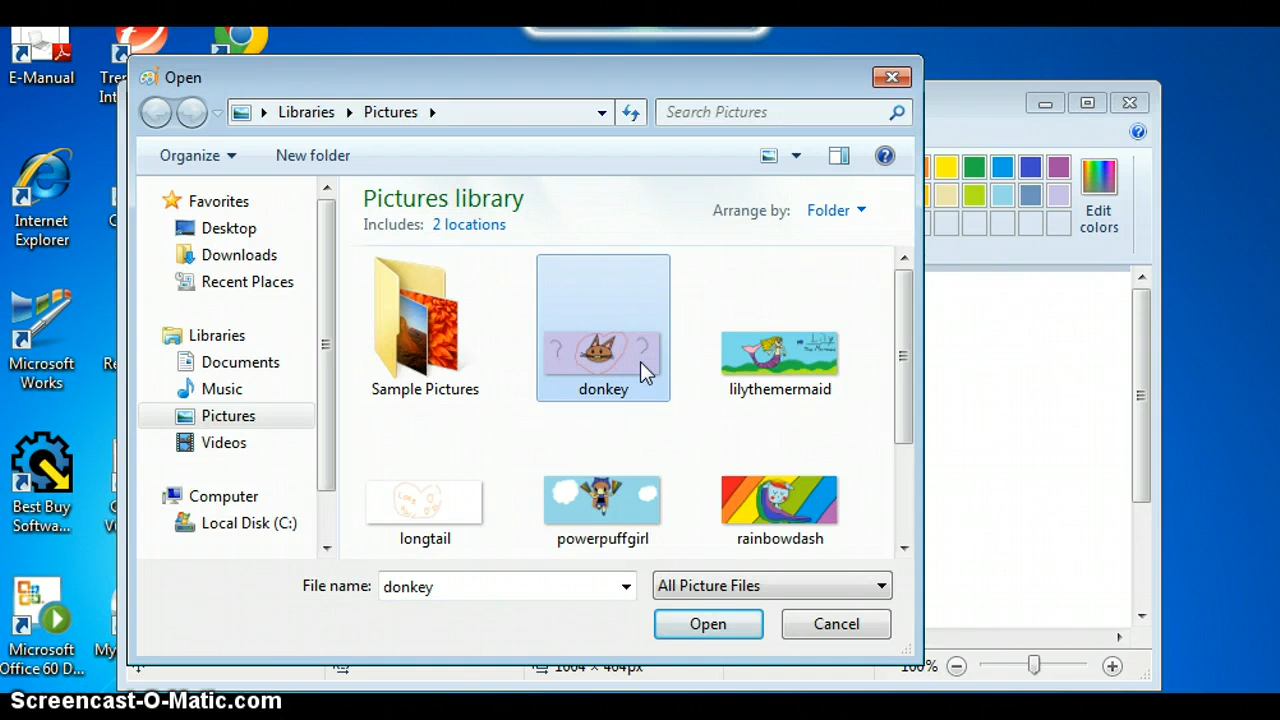 E-Manual
Open
Libraries
Pictures
Search Pictures
Organize
New folder
Internet
Explorer
Microsoft
Works
Best Buy
Softwa...
Microsoft
Office 60 D...
Favorites
Desktop
Downloads
Recent Places
Libraries
Documents
Music
Pictures
Videos
Computer
Local Disk (C:)
Pictures library
Includes: 2 locations
Arrange by: Folder
Sample Pictures
donkey
lilythemermaid
longtail
powerpuffgirl
rainbowdash
File name: donkey
All Picture Files
Open
Cancel
Edit
colors
100%
Screencast-O-Matic.com